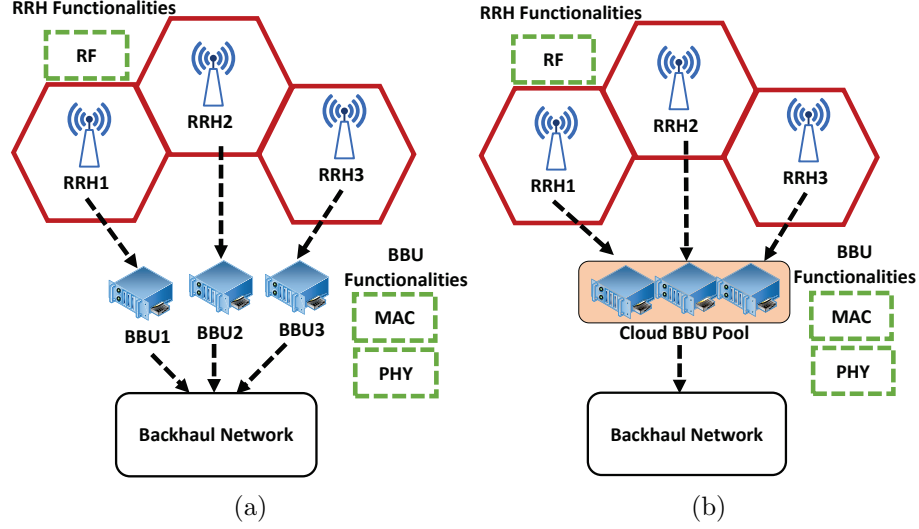 RRH Functionalities
RF
RRH2
RRH1
RRH3
BBU
Functionalities
MAC
PHY
BBU1
BBU2
BBU3
Backhaul Network
(a)
RRH Functionalities
RF
RRH2
RRH1
RRH3
BBU
Functionalities
MAC
PHY
Cloud BBU Pool
Backhaul Network
(b)